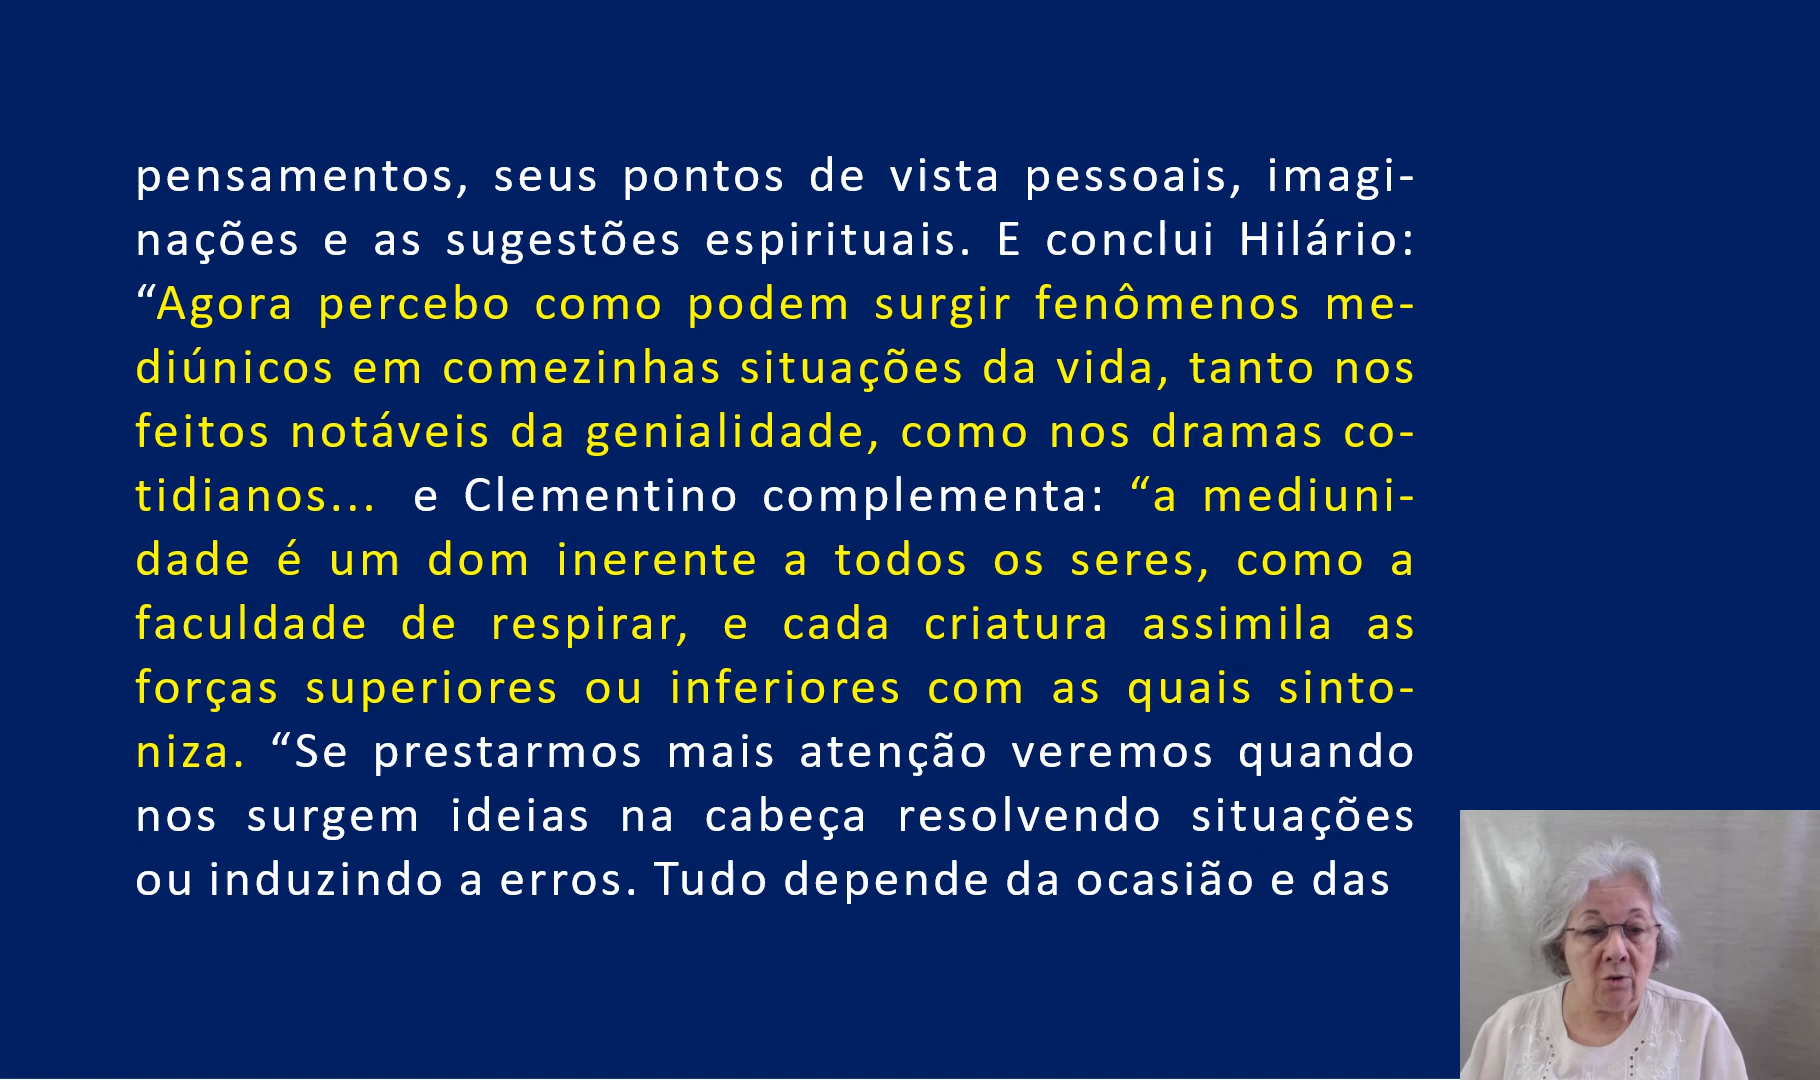 pensamentos, seus pontos de vista pessoais, imagi-
nações e as sugestões espirituais. E conclui Hilário:
“Agora percebo como podem surgir fenômenos me-
diúnicos em comezinhas situações da vida, tanto nos
feitos notáveis da genialidade, como nos dramas co-
tidianos... e Clementino complementa: “a mediuni-
dade é um dom inerente a todos os seres, como a
faculdade de respirar, e cada criatura assimila as
forças superiores ou inferiores com as quais sinto-
niza. “Se prestarmos mais atenção veremos quando
nos surgem ideias na cabeça resolvendo situações
ou induzindo a erros. Tudo depende da ocasião e das